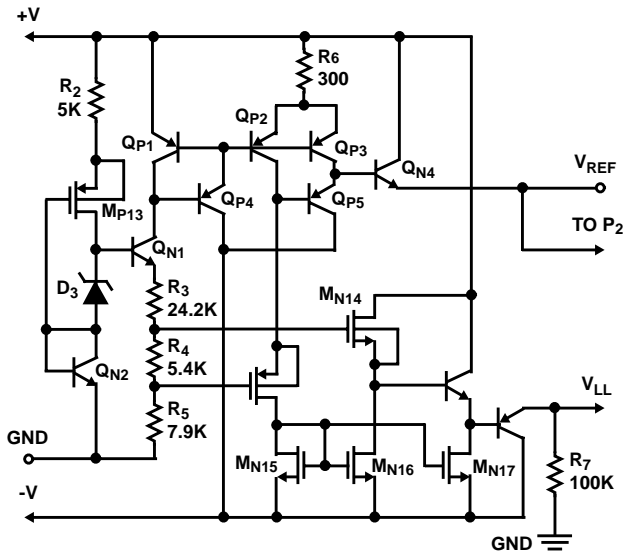 +V
R2
5K
R6
300
QP2
QP1
QP3
QN4
VREF
QP4
QP5
MP13
TO P2
QN1
D3
R3
24.2K
MN14
R4
5.4K
QN2
VLL
R5
7.9K
GND
MN15
MN16
MN17
R7
100K
-V
GND